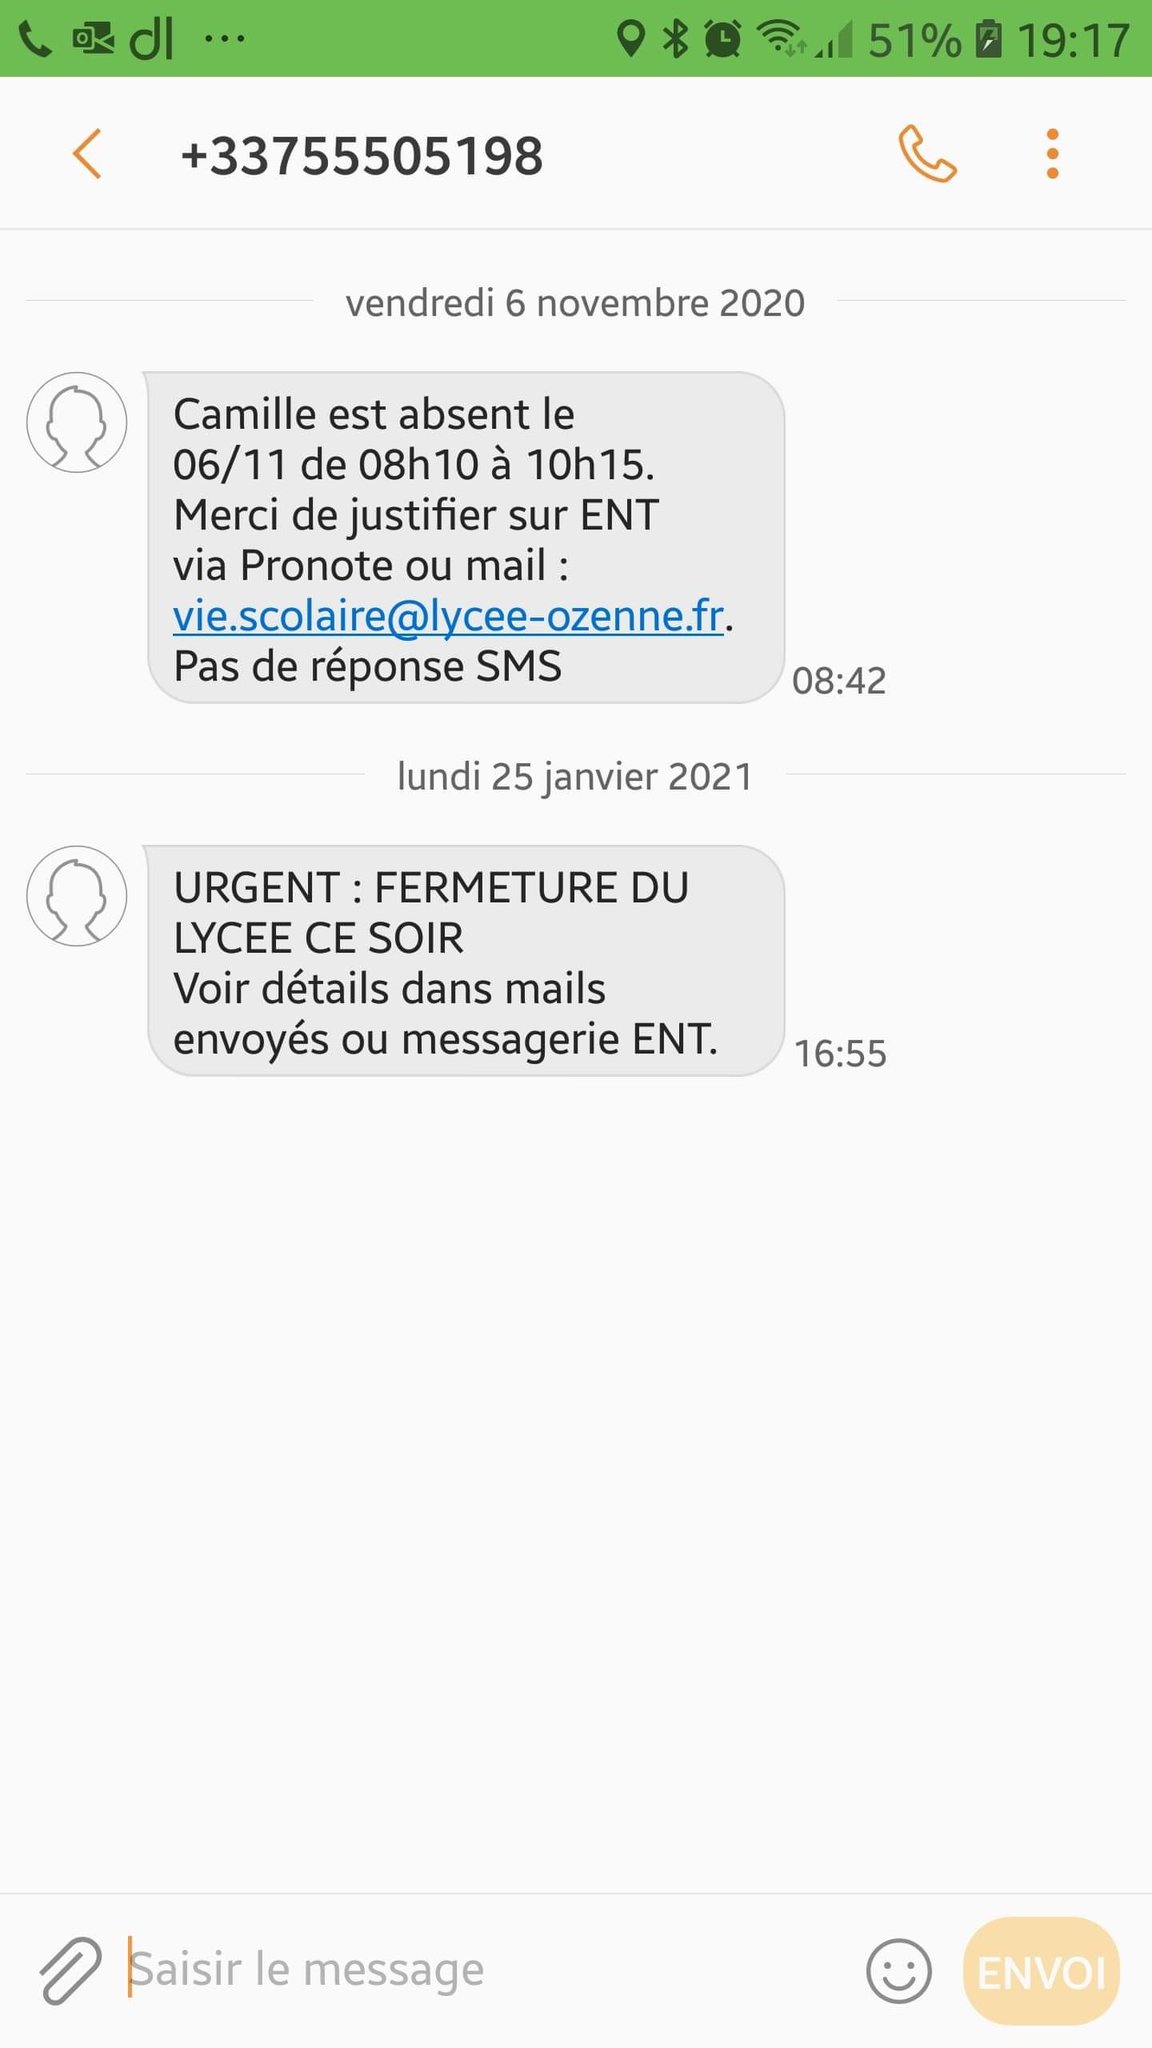 dl ... 51% 19:17
+33755505198
vendredi 6 novembre 2020
Camille est absent le
06/11 de 08h10 à 10h15.
Merci de justifier sur ENT
via Pronote ou mail :
vie.scolaire@lycee-ozenne.fr.
Pas de réponse SMS
08:42
lundi 25 janvier 2021
URGENT : FERMETURE DU
LYCEE CE SOIR
Voir détails dans mails
envoyés ou messagerie ENT.
16:55
Saisir le message
ENVOI